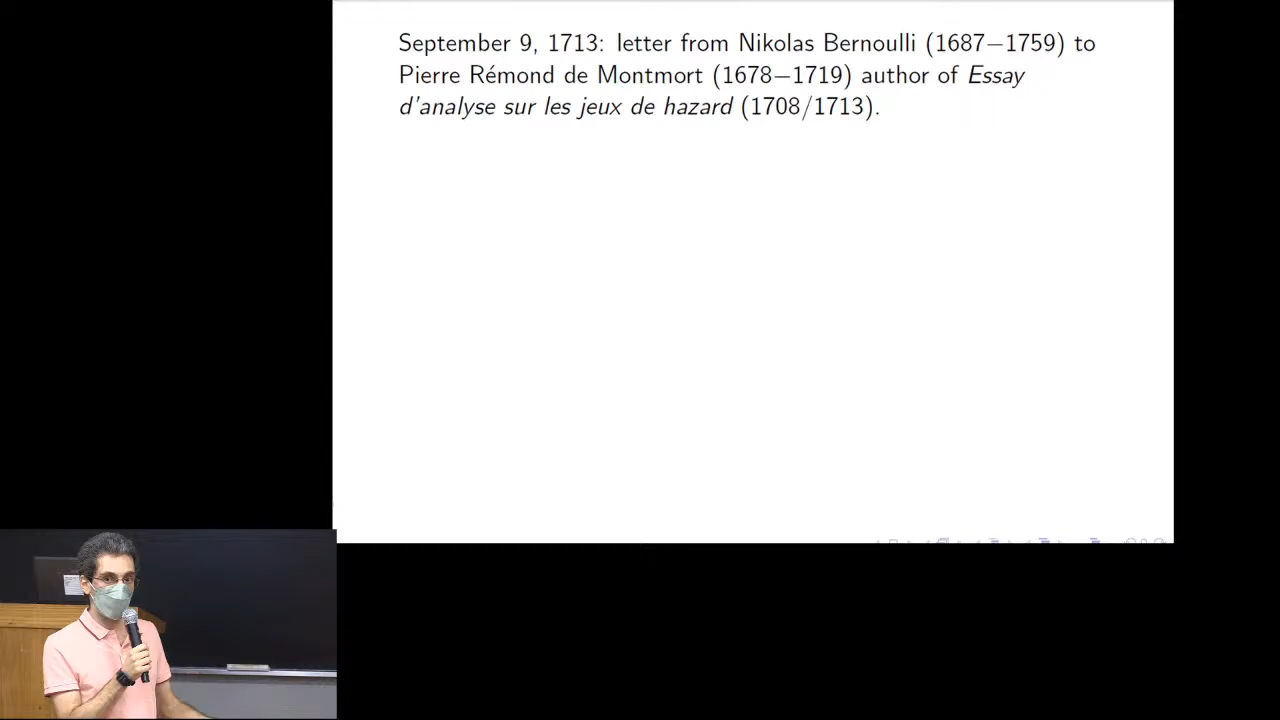 September 9, 1713: letter from Nikolas Bernoulli (1687−1759) to
Pierre Rémond de Montmort (1678−1719) author of Essay
d'analyse sur les jeux de hazard (1708/1713).